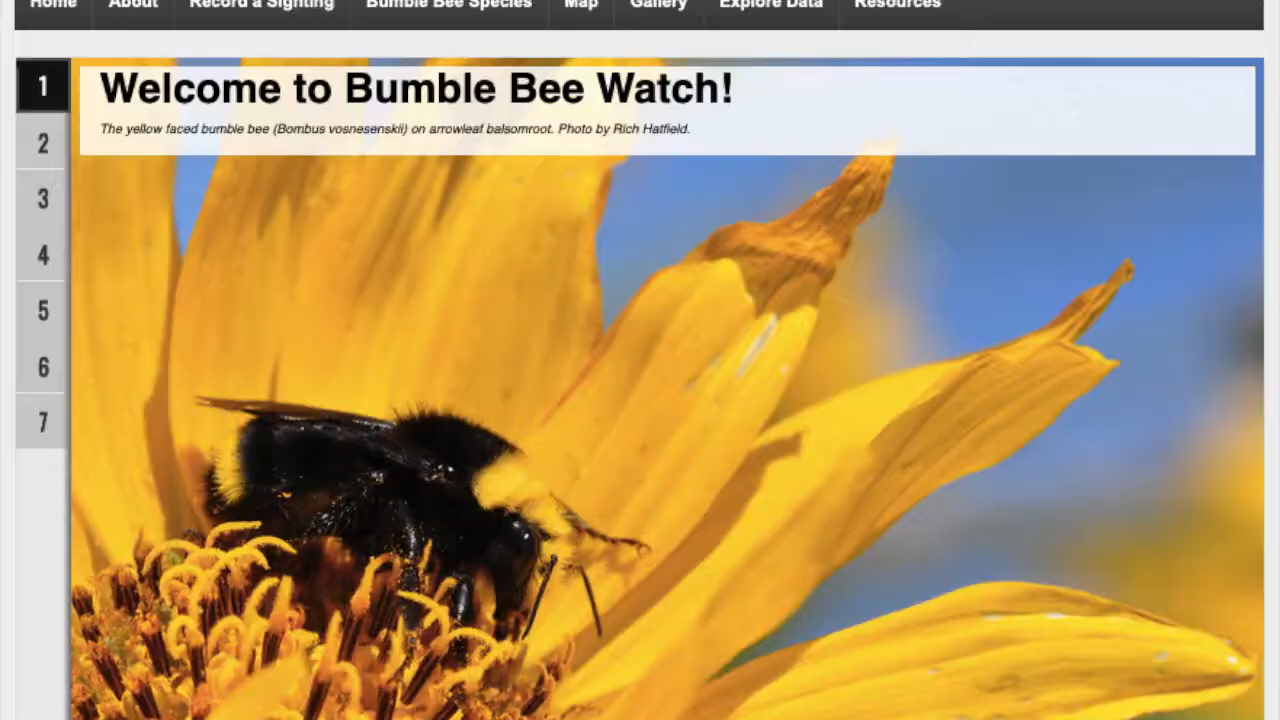 Home About Record a Sighting Bumble Bee Species Map Gallery Explore Data Resources
1
Welcome to Bumble Bee Watch!
The yellow faced bumble bee (Bombus vosnesenskii) on arrowleaf balsomroot. Photo by Rich Hatfield.
2
3
4
5
6
7